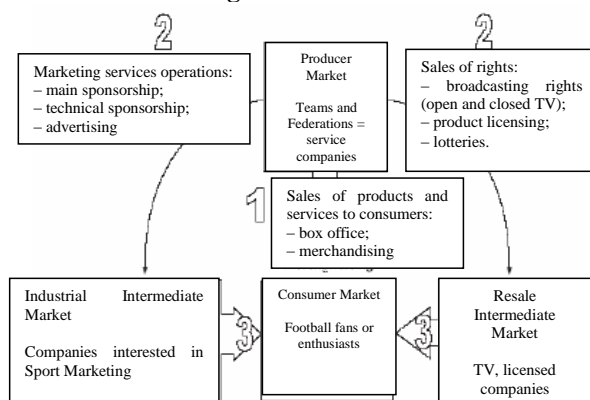 2
2
Marketing services operations:
– main sponsorship;
– technical sponsorship;
– advertising
Producer
Market
Teams and
Federations =
service
companies
Sales of rights:
– broadcasting rights
(open and closed TV);
– product licensing;
– lotteries.
1
Sales of products and
services to consumers:
– box office;
– merchandising
Industrial Intermediate
Market
Companies interested in
Sport Marketing
3
Consumer Market
Football fans or
enthusiasts
3
Resale
Intermediate
Market
TV, licensed
companies